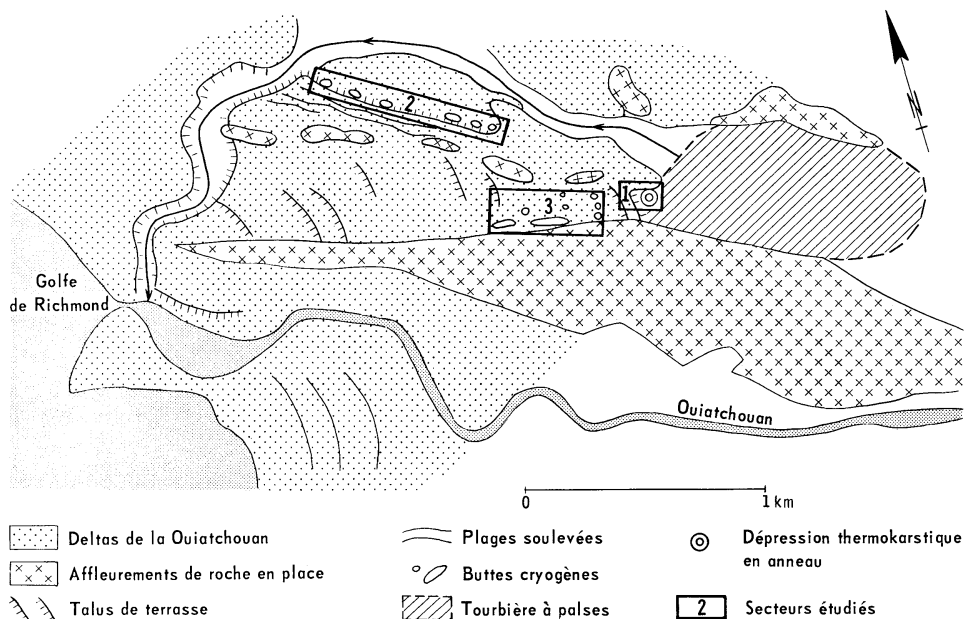 N
2
1
3
Golfe
de Richmond
Ouiatchouan
0 1 km
Deltas de la Ouiatchouan
Affleurements de roche en place
Talus de terrasse
Plages soulevées
Buttes cryogènes
Tourbière à palses
Dépression thermokarstique
en anneau
2 Secteurs étudiés